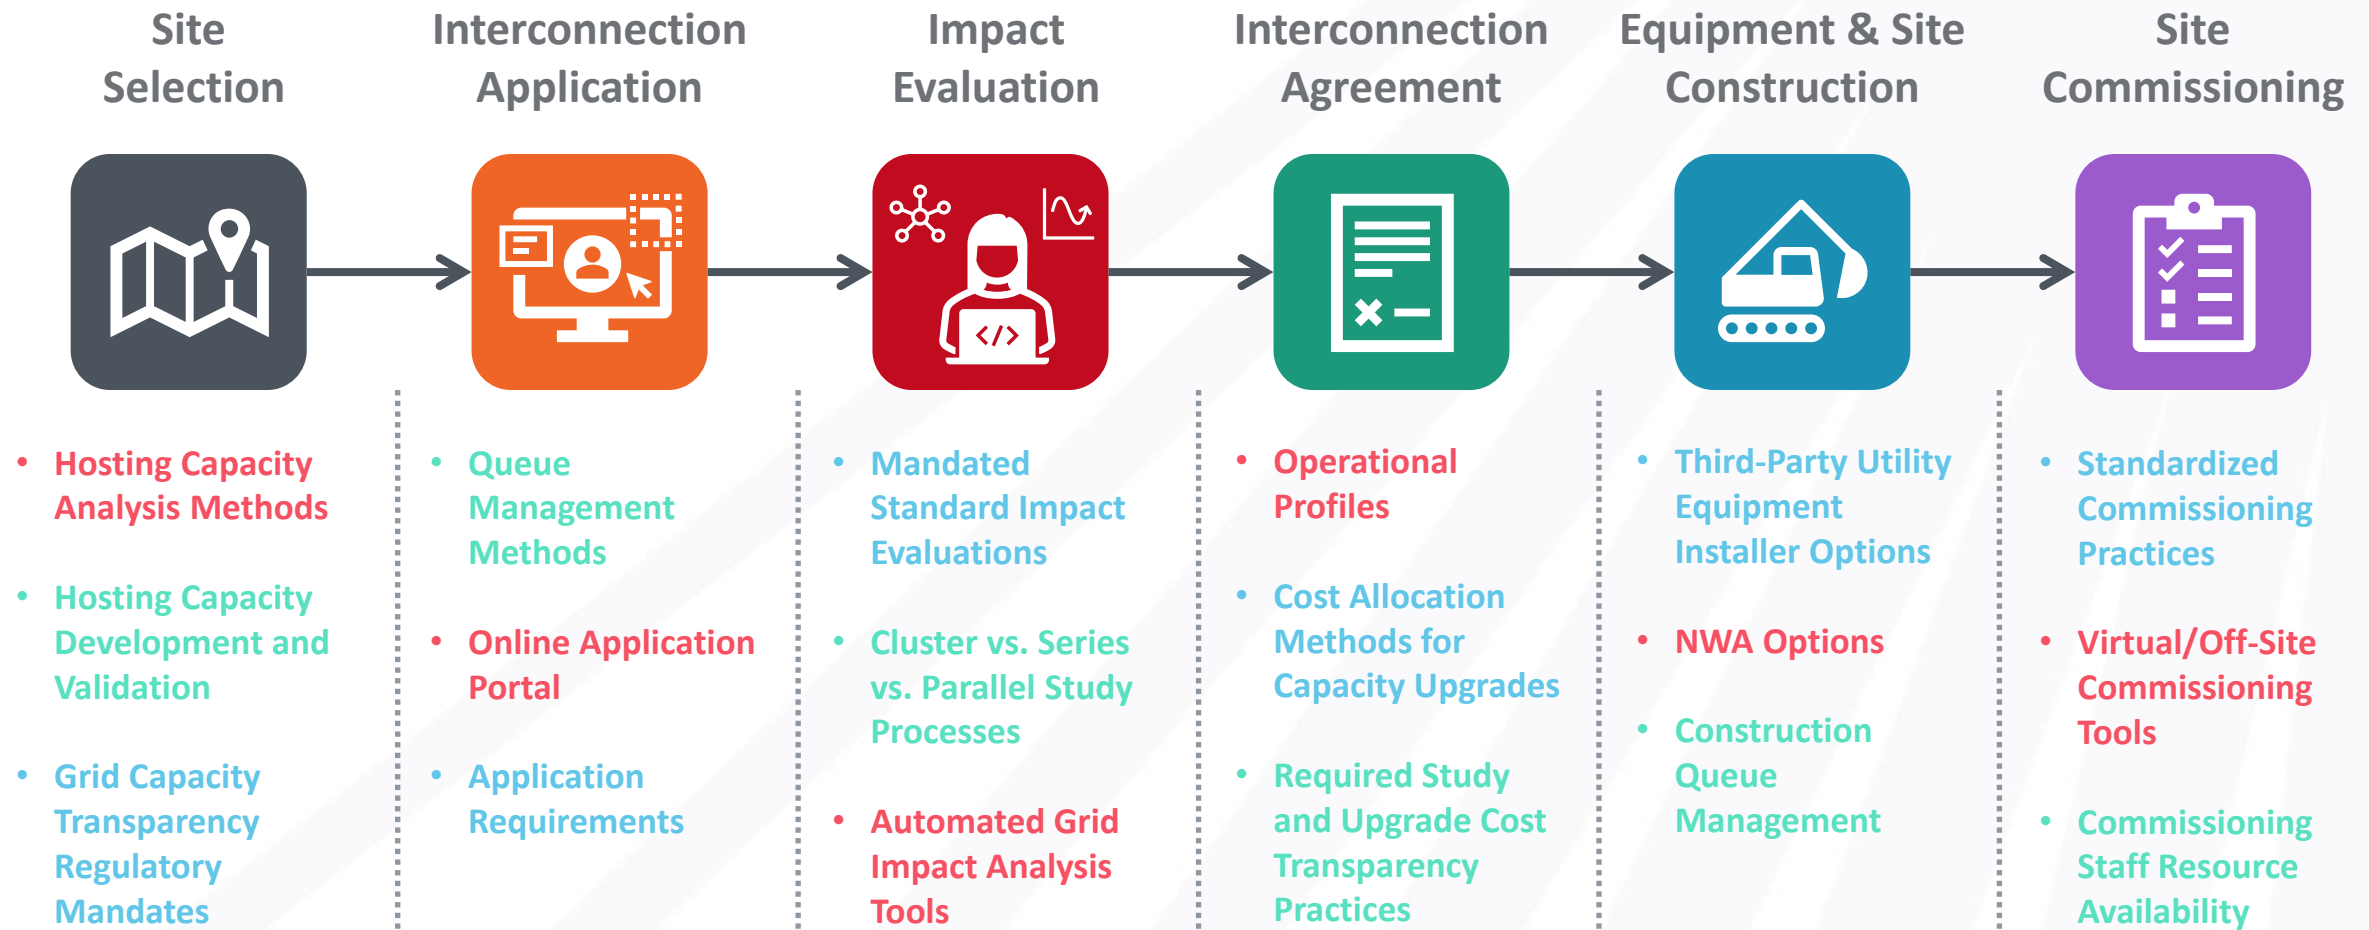 Site
Selection
Interconnection
Application
Impact
Evaluation
Interconnection
Agreement
Equipment & Site
Construction
Site
Commissioning
</>
• Hosting Capacity
Analysis Methods
• Hosting Capacity
Development and
Validation
• Grid Capacity
Transparency
Regulatory
Mandates
• Queue
Management
Methods
• Online Application
Portal
• Application
Requirements
• Mandated
Standard Impact
Evaluations
• Cluster vs. Series
vs. Parallel Study
Processes
• Automated Grid
Impact Analysis
Tools
• Operational
Profiles
• Cost Allocation
Methods for
Capacity Upgrades
• Required Study
and Upgrade Cost
Transparency
Practices
• Third-Party Utility
Equipment
Installer Options
• NWA Options
• Construction
Queue
Management
• Standardized
Commissioning
Practices
• Virtual/Off-Site
Commissioning
Tools
• Commissioning
Staff Resource
Availability